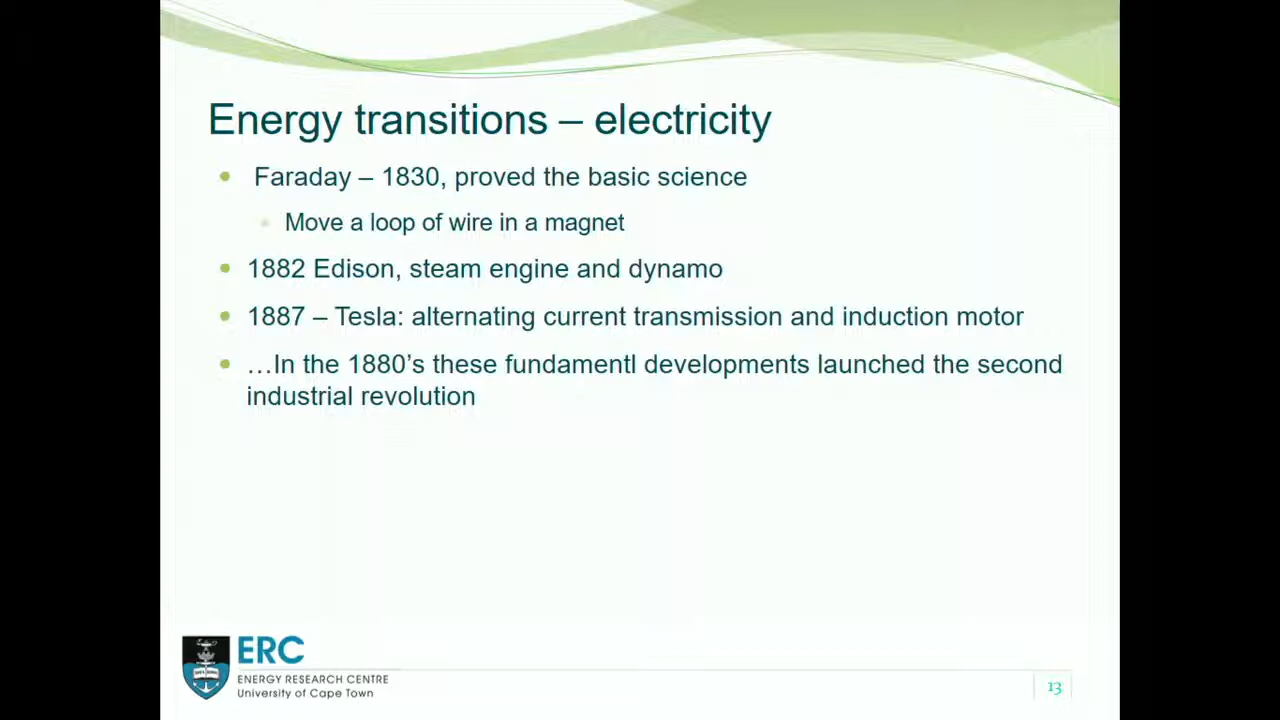 Energy transitions – electricity
Faraday – 1830, proved the basic science
Move a loop of wire in a magnet
1882 Edison, steam engine and dynamo
1887 – Tesla: alternating current transmission and induction motor
…In the 1880’s these fundamentl developments launched the second
industrial revolution
ERC
ENERGY RESEARCH CENTRE
University of Cape Town
13